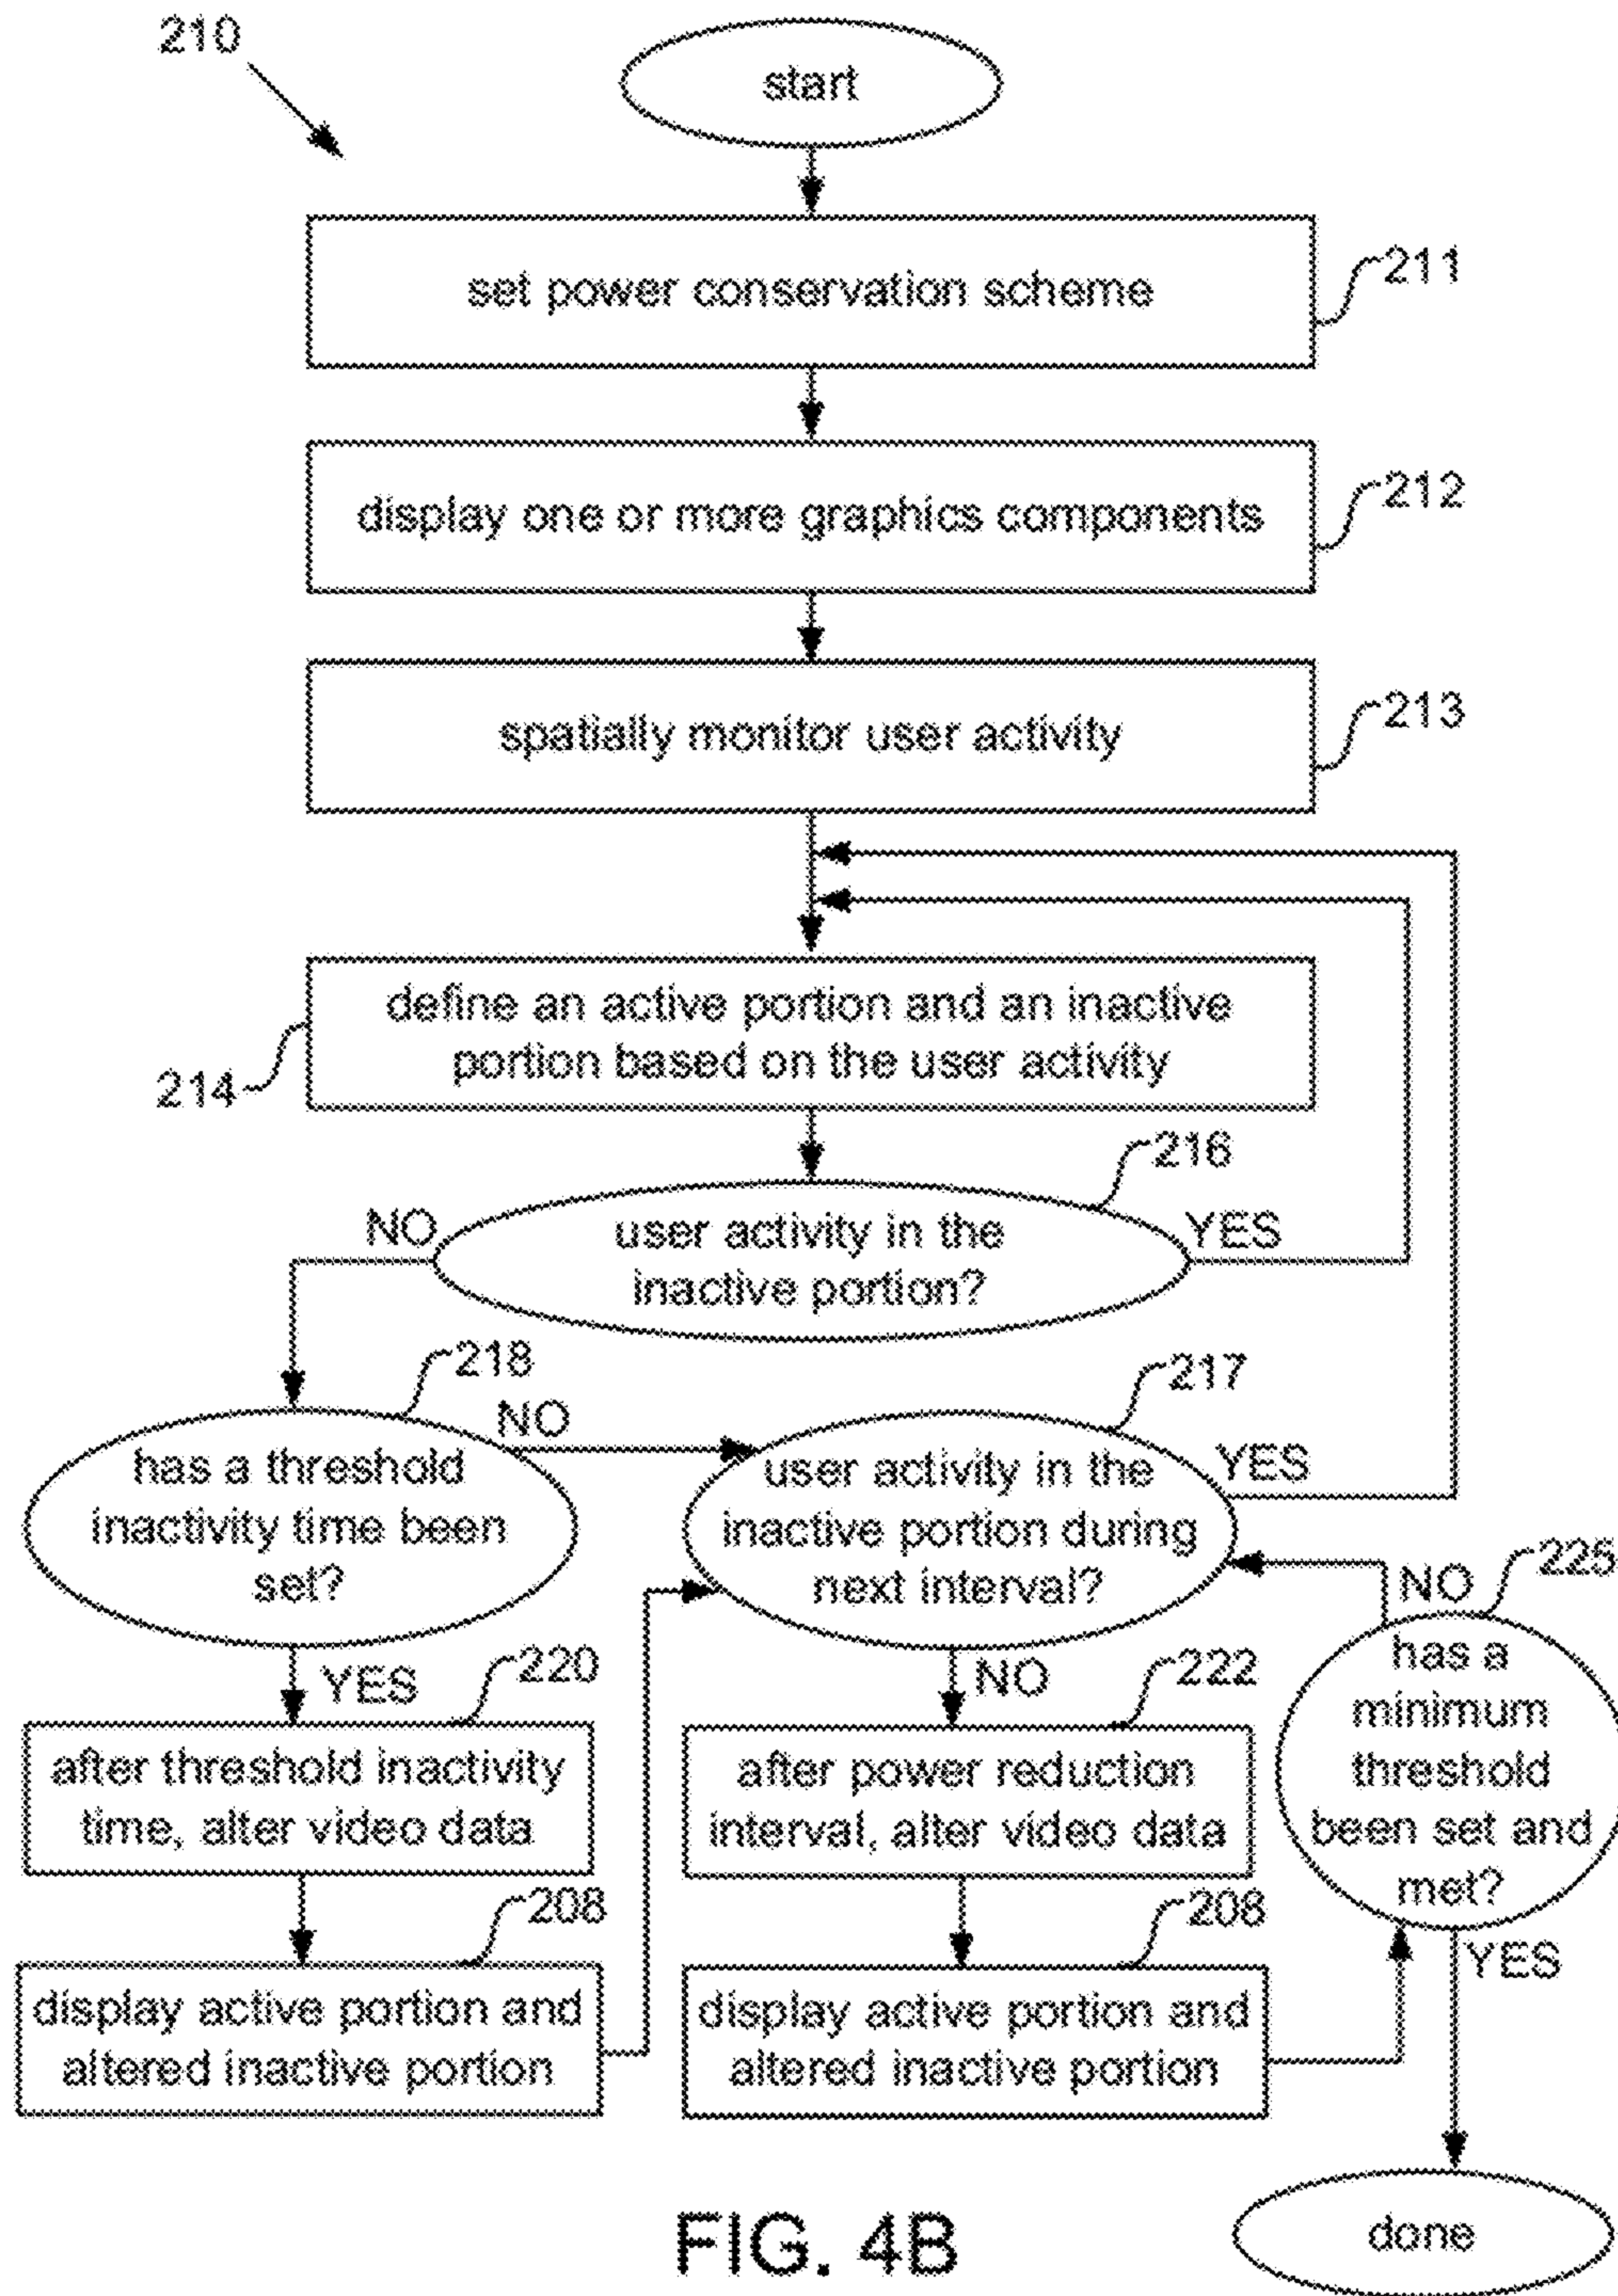 210
start
set power conservation scheme
211
display one or more graphics components
212
spatially monitor user activity
213
define an active portion and an inactive
portion based on the user activity
214
216
NO
user activity in the
inactive portion?
YES
218
NO
217
has a threshold
inactivity time been
set?
user activity in the
inactive portion during
next interval?
YES
225
NO
has a
minimum
threshold
been set and
met?
YES
220
NO
222
after threshold inactivity
time, alter video data
after power reduction
interval, alter video data
208
208
YES
display active portion and
altered inactive portion
display active portion and
altered inactive portion
done
FIG. 4B